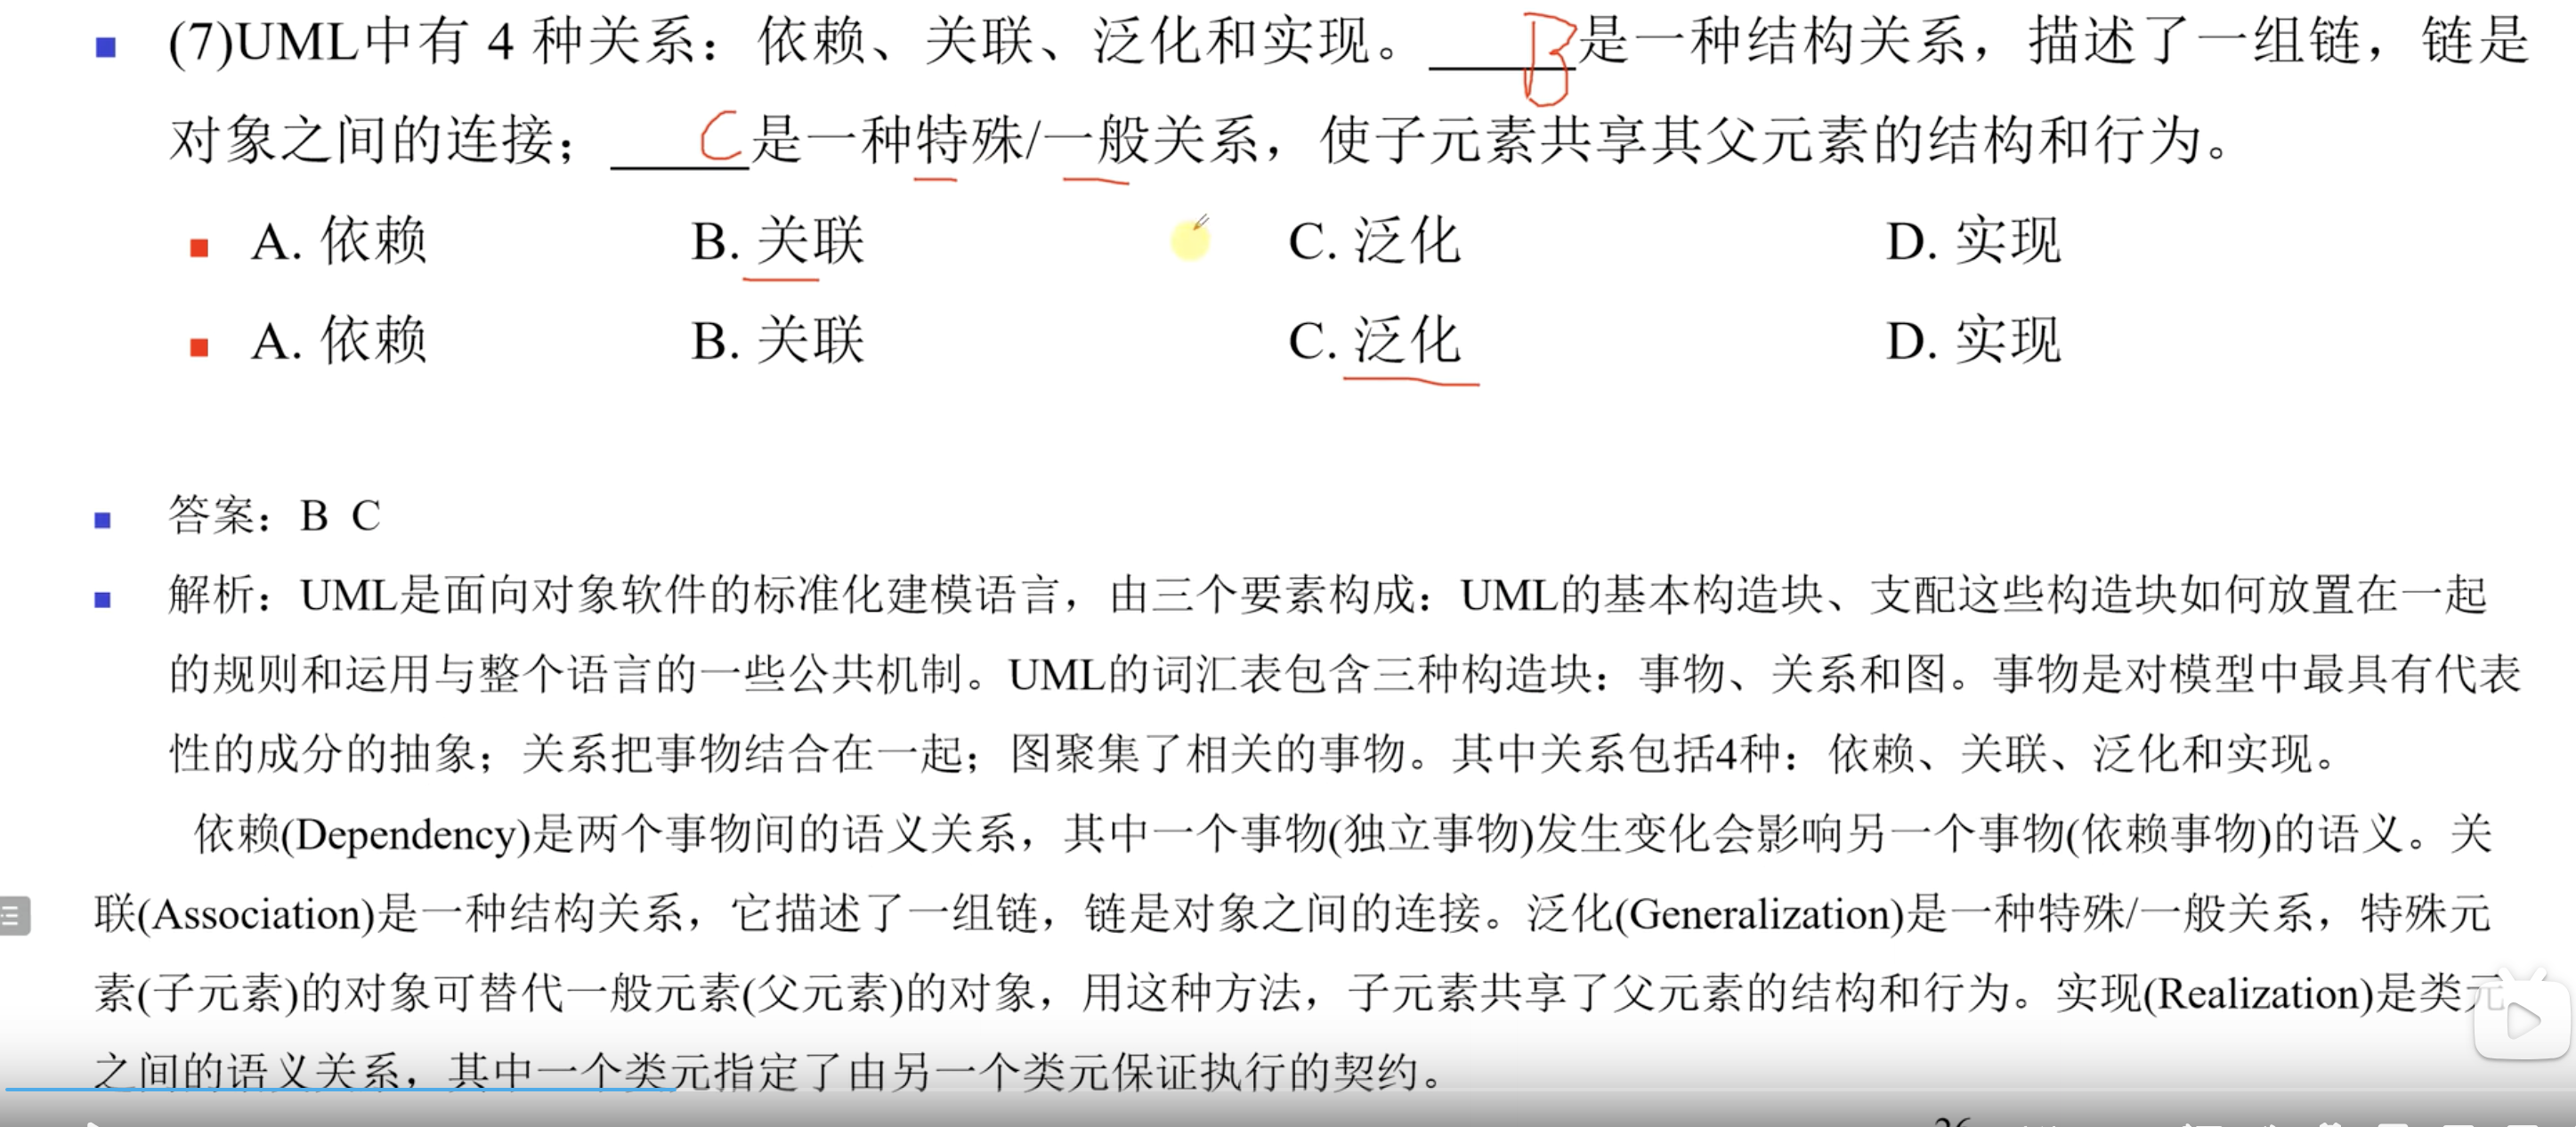 (7)UML中有 4 种关系：依赖、关联、泛化和实现。 B是一种结构关系，描述了一组链，链是
对象之间的连接； C是一种特殊/一般关系，使子元素共享其父元素的结构和行为。
A. 依赖 B. 关联 C. 泛化 D. 实现
A. 依赖 B. 关联 C. 泛化 D. 实现
答案：B C
解析：UML是面向对象软件的标准化建模语言，由三个要素构成：UML的基本构造块、支配这些构造块如何放置在一起
的规则和运用与整个语言的一些公共机制。UML的词汇表包含三种构造块：事物、关系和图。事物是对模型中最具有代表
性的成分的抽象；关系把事物结合在一起；图聚集了相关的事物。其中关系包括4种：依赖、关联、泛化和实现。
依赖(Dependency)是两个事物间的语义关系，其中一个事物(独立事物)发生变化会影响另一个事物(依赖事物)的语义。关
联(Association)是一种结构关系，它描述了一组链，链是对象之间的连接。泛化(Generalization)是一种特殊/一般关系，特殊元
素(子元素)的对象可替代一般元素(父元素)的对象，用这种方法，子元素共享了父元素的结构和行为。实现(Realization)是类元
之间的语义关系，其中一个类元指定了由另一个类元保证执行的契约。